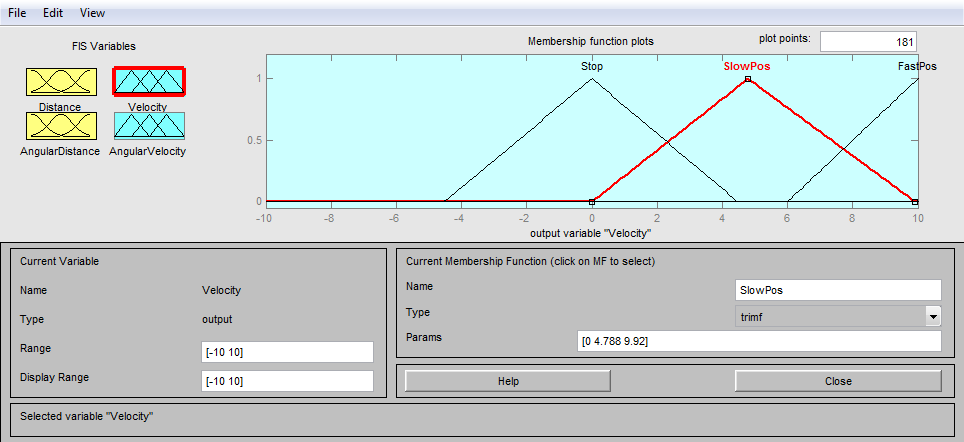 File Edit View
FIS Variables
Membership function plots
plot points: 181
Distance
Velocity
AngularDistance
AngularVelocity
Stop
SlowPos
FastPos
1
0.5
0
-10 -8 -6 -4 -2 0 2 4 6 8 10
output variable "Velocity"
Current Variable
Name Velocity
Type output
Range [-10 10]
Display Range [-10 10]
Current Membership Function (click on MF to select)
Name SlowPos
Type trimf
Params [0 4.788 9.92]
Help Close
Selected variable "Velocity"